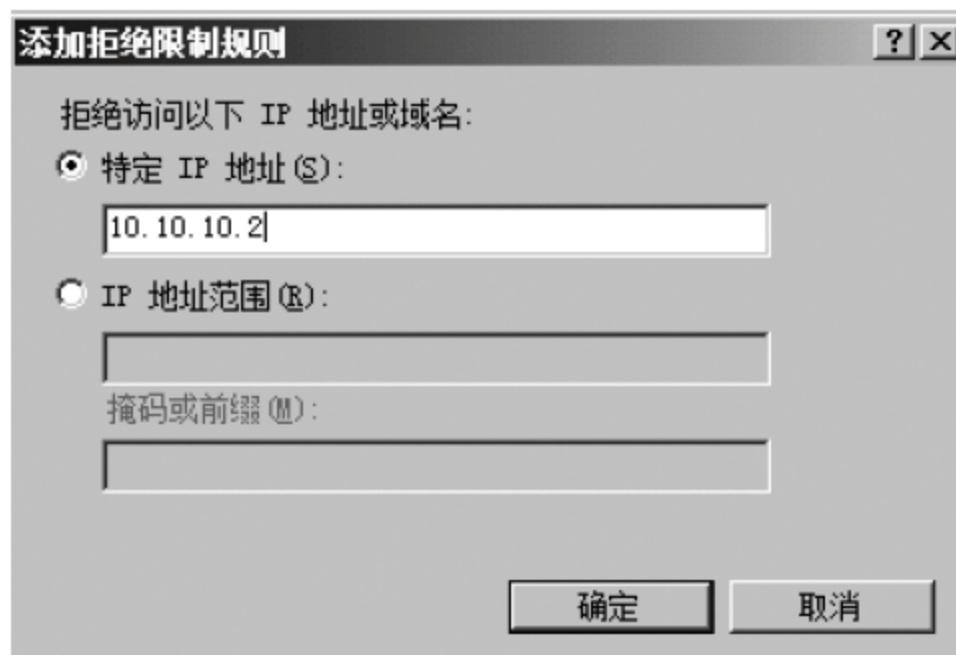 添加拒绝限制规则
拒绝访问以下 IP 地址或域名:
特定 IP 地址(S):
10.10.10.2
IP 地址范围(R):
掩码或前缀(M):
确定 取消